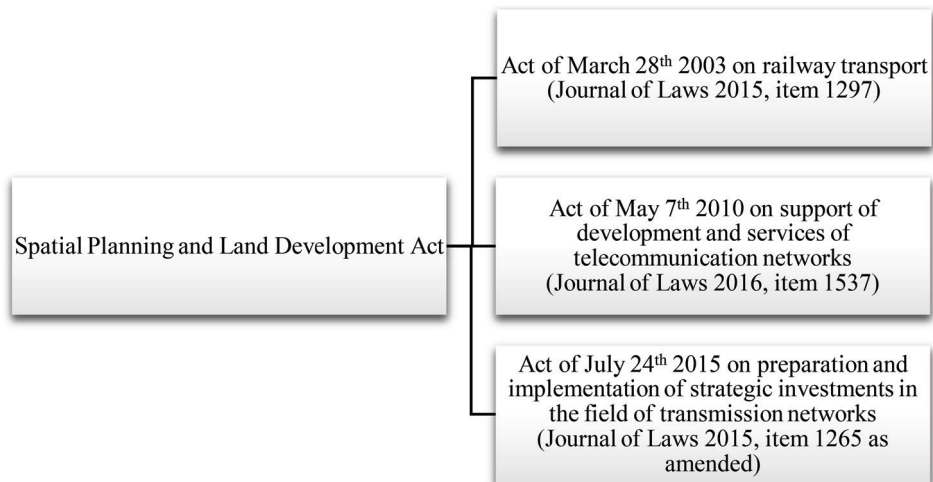 Act of March 28th 2003 on railway transport
(Journal of Laws 2015, item 1297)
Spatial Planning and Land Development Act
Act of May 7th 2010 on support of
development and services of
telecommunication networks
(Journal of Laws 2016, item 1537)
Act of July 24th 2015 on preparation and
implementation of strategic investments in
the field of transmission networks
(Journal of Laws 2015, item 1265 as
amended)